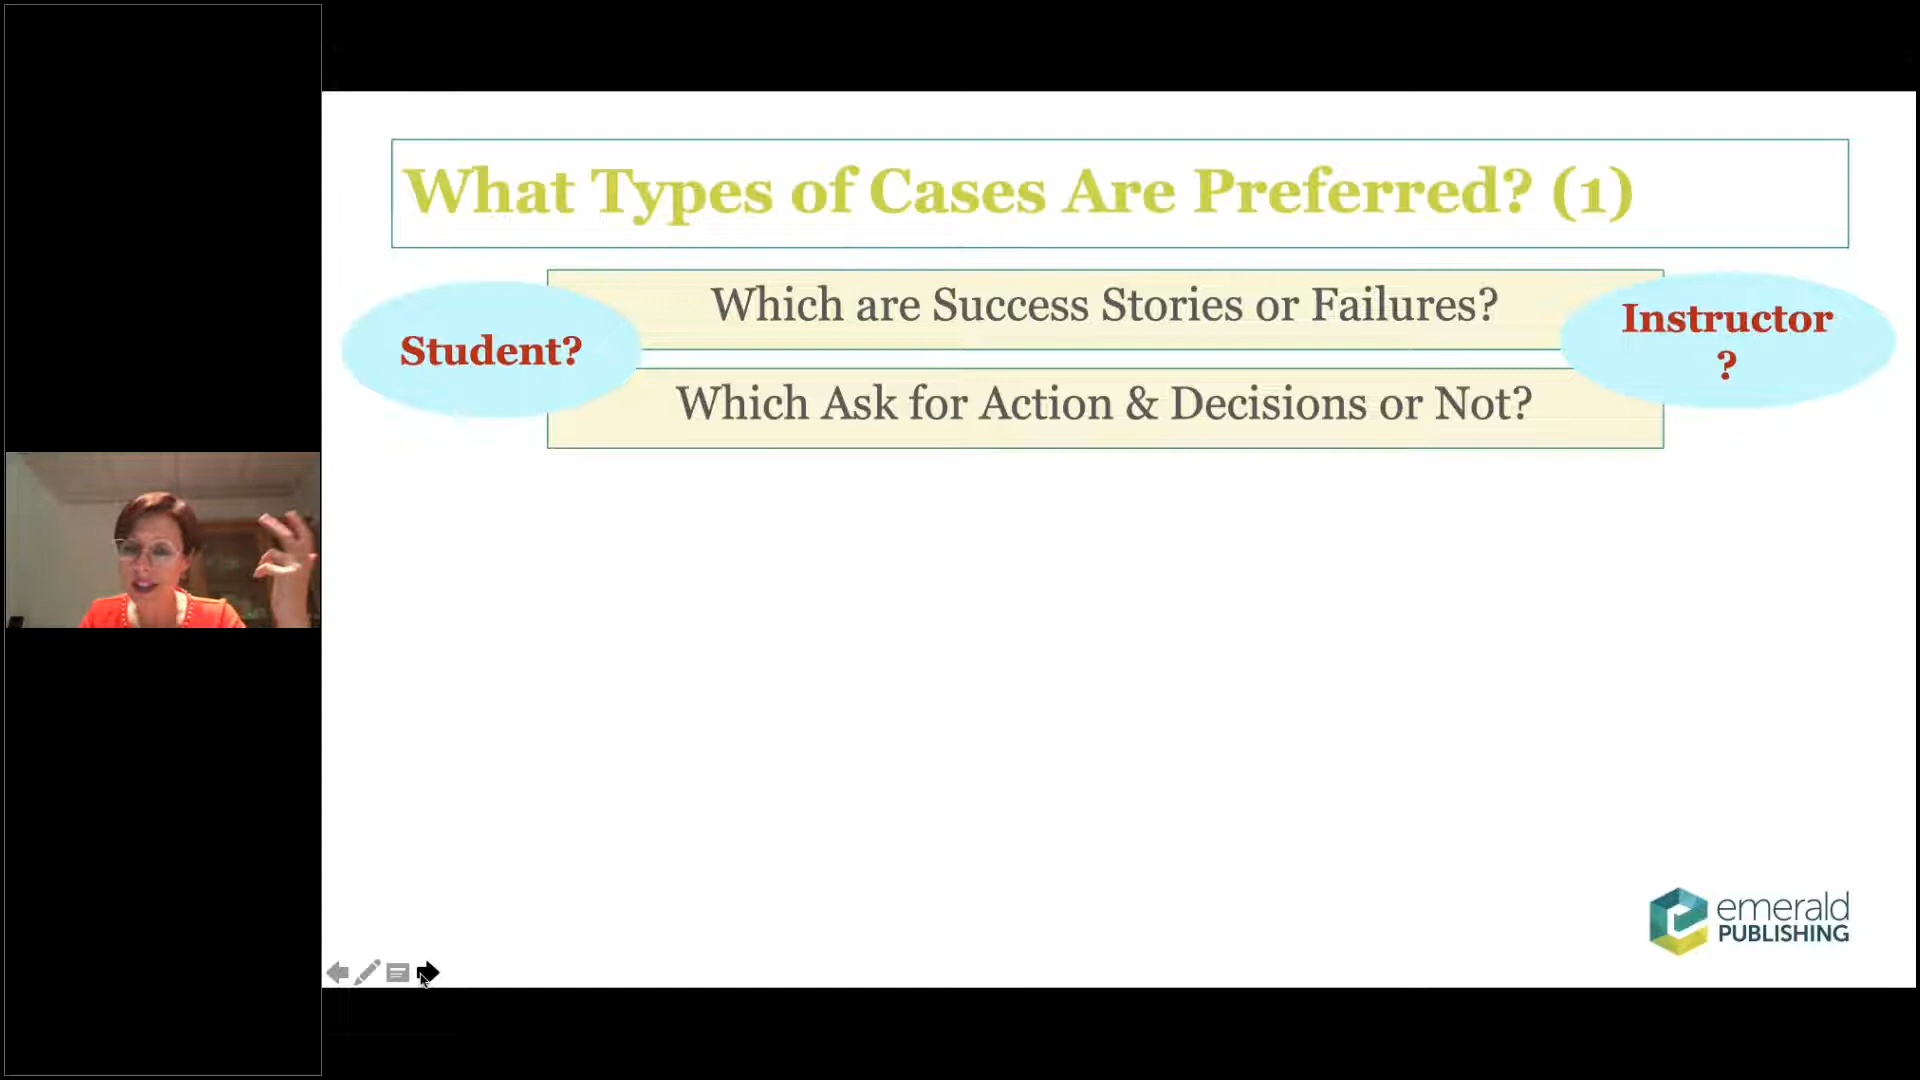 What Types of Cases Are Preferred? (1)
Which are Success Stories or Failures?
Student?
Instructor
?
Which Ask for Action & Decisions or Not?
emerald
PUBLISHING